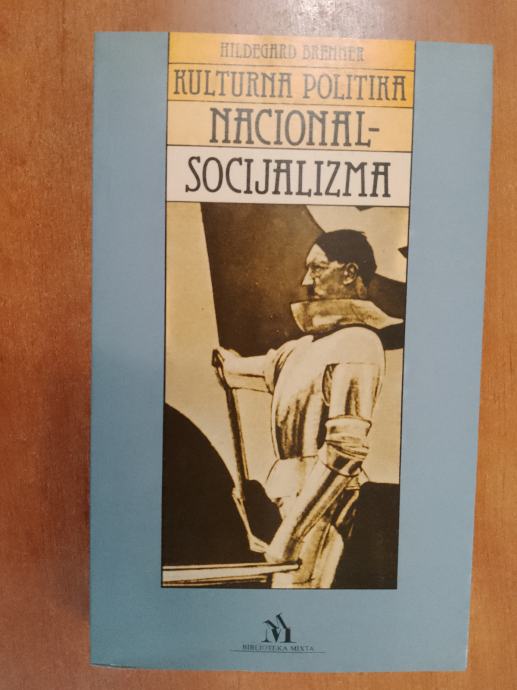 HILDEGARD BRENNER
KULTURNA POLITIKA
NACIONAL-
SOCIJALIZMA
M
BIBLIOTEKA MIXTA